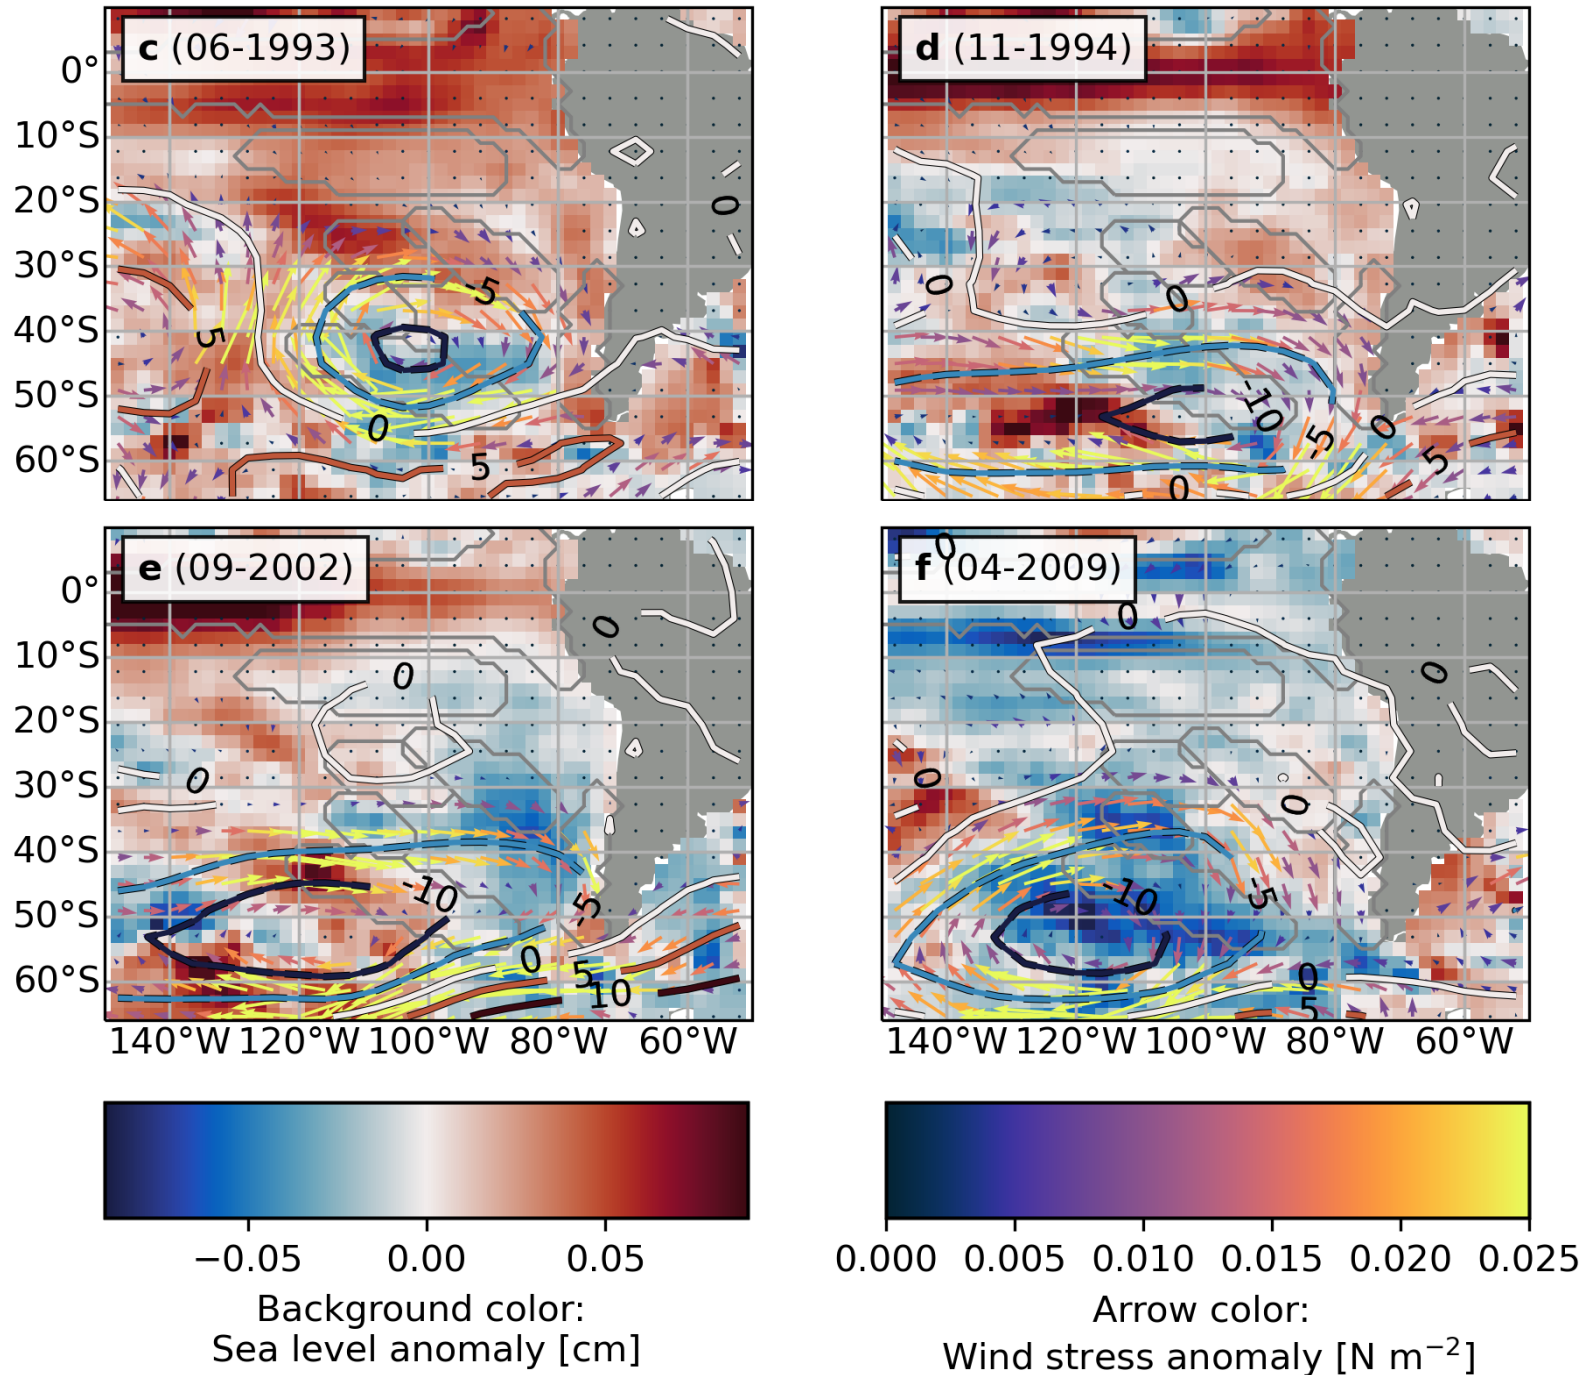 c (06-1993)
d (11-1994)
0°
10°S
20°S
30°S
40°S
50°S
60°S
0
-5
5
0
5
0
0
-10
-5
0
5
0
e (09-2002)
f (04-2009)
0°
10°S
20°S
30°S
40°S
50°S
60°S
0
0
0
-10
-5
0
5
10
0
0
0
0
0
-10
-5
0
5
140°W 120°W 100°W 80°W 60°W
140°W 120°W 100°W 80°W 60°W
−0.05 0.00 0.05
0.000 0.005 0.010 0.015 0.020 0.025
Background color:
Sea level anomaly [cm]
Arrow color:
Wind stress anomaly [N m⁻²]